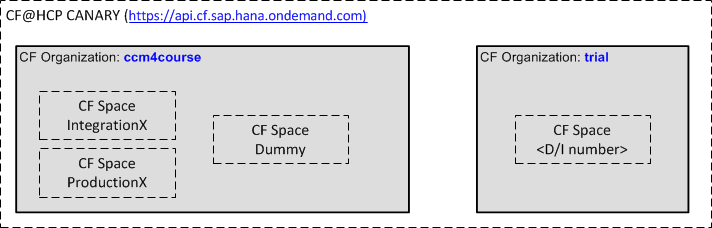 CF@HCP CANARY (https://api.cf.sap.hana.ondemand.com)
CF Organization: ccm4course
CF Space
IntegrationX
CF Space
ProductionX
CF Space
Dummy
CF Organization: trial
CF Space
<D/I number>